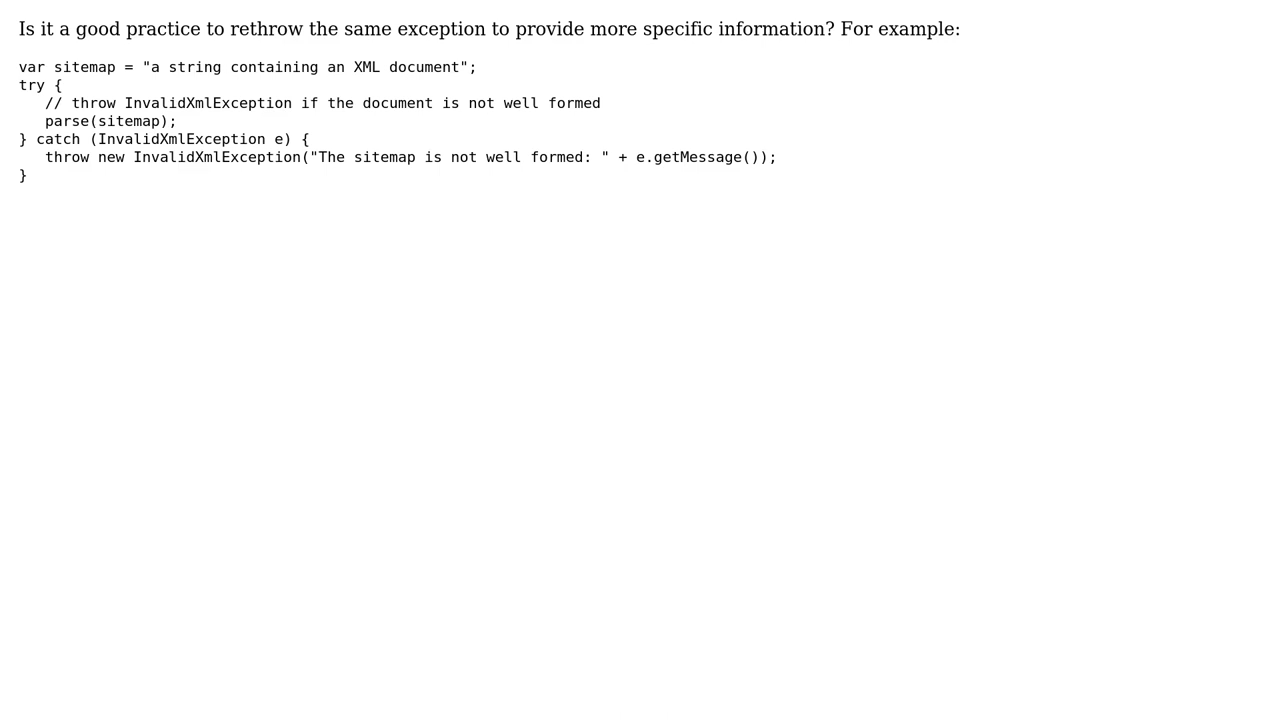 Is it a good practice to rethrow the same exception to provide more specific information? For example:
var sitemap = "a string containing an XML document";
try {
   // throw InvalidXmlException if the document is not well formed
   parse(sitemap);
} catch (InvalidXmlException e) {
   throw new InvalidXmlException("The sitemap is not well formed: " + e.getMessage());
}